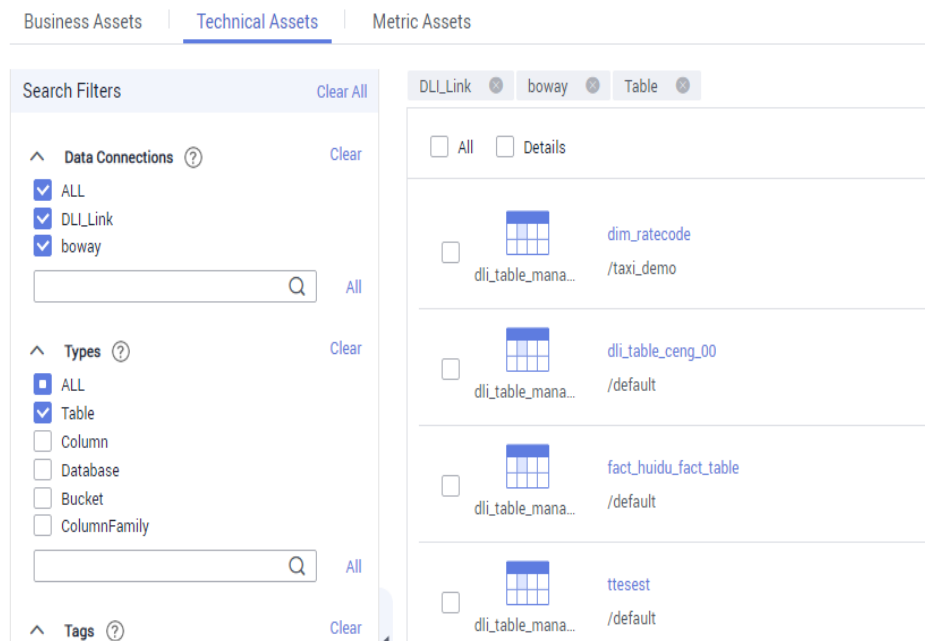 Business Assets Technical Assets Metric Assets
Search Filters Clear All
Data Connections ? Clear
ALL
DLI_Link
boway
All
Types ? Clear
ALL
Table
Column
Database
Bucket
ColumnFamily
All
Tags ? Clear
DLI_Link boway Table
All Details
dim_ratecode
dli_table_mana... /taxi_demo
dli_table_ceng_00
dli_table_mana... /default
fact_huidu_fact_table
dli_table_mana... /default
ttesest
dli_table_mana... /default